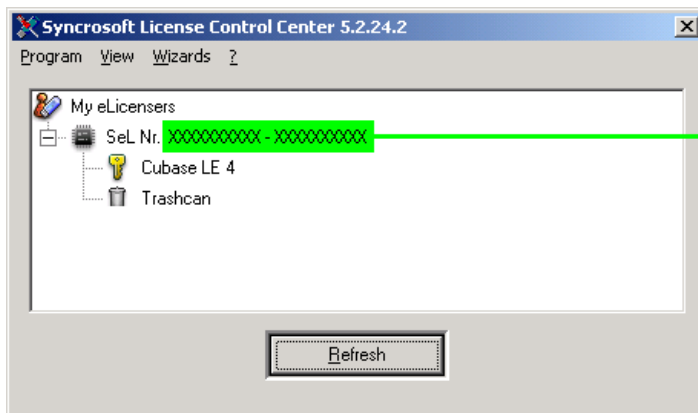 Syncrosoft License Control Center 5.2.24.2
Program View Wizards ?
My eLicensers
SeL Nr. XXXXXXXXXX - XXXXXXXXXX
Cubase LE 4
Trashcan
Refresh